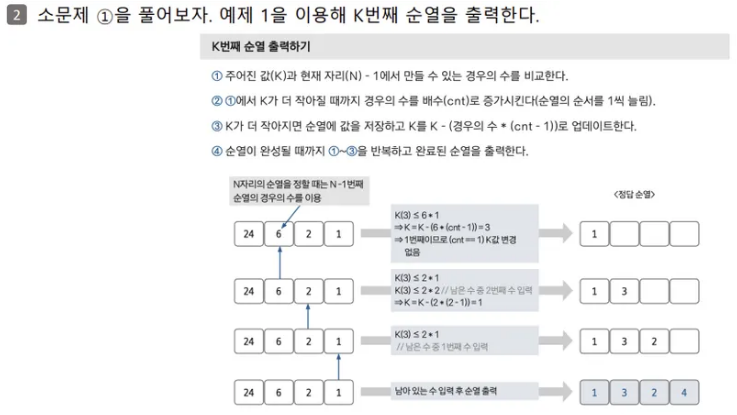 2 소문제 ①을 풀어보자. 예제 1을 이용해 K번째 순열을 출력한다.
K번째 순열 출력하기
① 주어진 값(K)과 현재 자리(N) - 1에서 만들 수 있는 경우의 수를 비교한다.
② ①에서 K가 더 작아질 때까지 경우의 수를 배수(cnt)로 증가시킨다(순열의 순서를 1씩 늘림).
③ K가 더 작아지면 순열에 값을 저장하고 K를 K - (경우의 수 * (cnt - 1))로 업데이트한다.
④ 순열이 완성될 때까지 ①~③을 반복하고 완료된 순열을 출력한다.
N자리의 순열을 정할 때는 N -1번째
순열의 경우의 수를 이용
<정답 순열>
24 6 2 1
K(3) ≤ 6 * 1
⇒ K = K - (6 * (cnt - 1)) = 3
⇒ 1번째이므로 (cnt == 1) K값 변경
없음
1
24 6 2 1
K(3) ≤ 2 * 1
K(3) ≤ 2 * 2 // 남은 수 중 2번째 수 입력
⇒ K = K - (2 * (2 - 1)) = 1
1 3
24 6 2 1
K(3) ≤ 2 * 1
// 남은 수 중 1번째 수 입력
1 3 2
24 6 2 1
남아 있는 수 입력 후 순열 출력
1 3 2 4